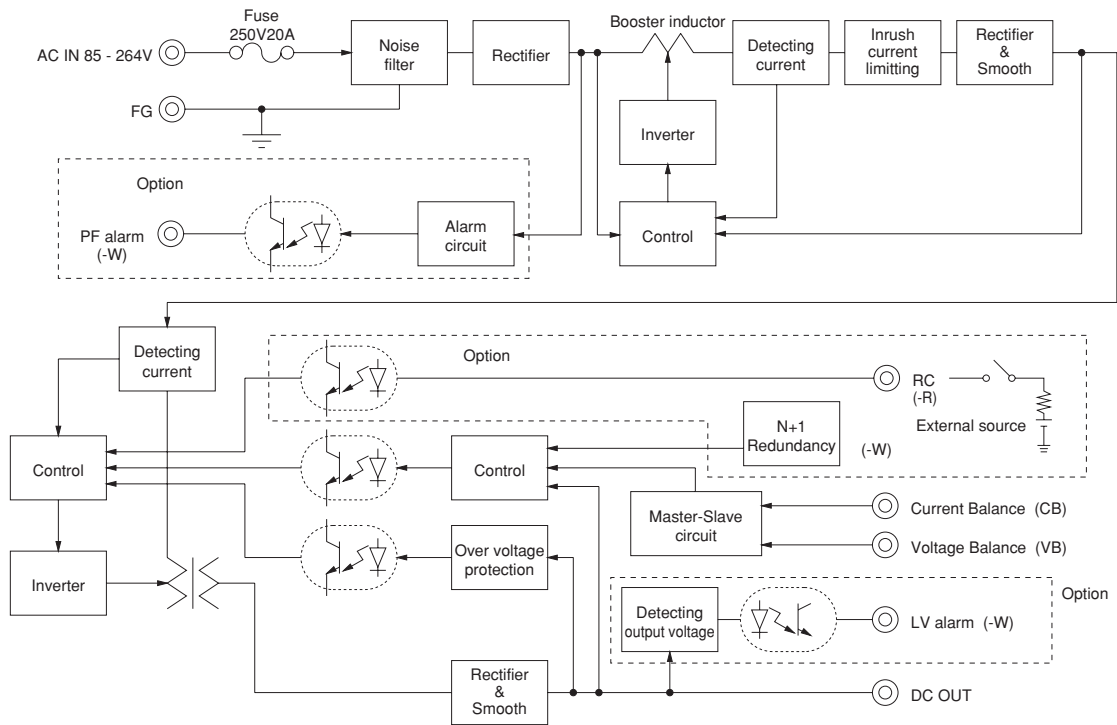 Fuse
250V20A
AC IN 85 - 264V
Noise
filter
Rectifier
Booster inductor
Detecting
current
Inrush
current
limitting
Rectifier
&
Smooth
FG
Inverter
Option
PF alarm
(-W)
Alarm
circuit
Control
Detecting
current
Option
RC
(-R)
External source
N+1
Redundancy
(-W)
Control
Control
Master-Slave
circuit
Current Balance (CB)
Voltage Balance (VB)
Inverter
Over voltage
protection
Option
Detecting
output voltage
LV alarm (-W)
Rectifier
&
Smooth
DC OUT